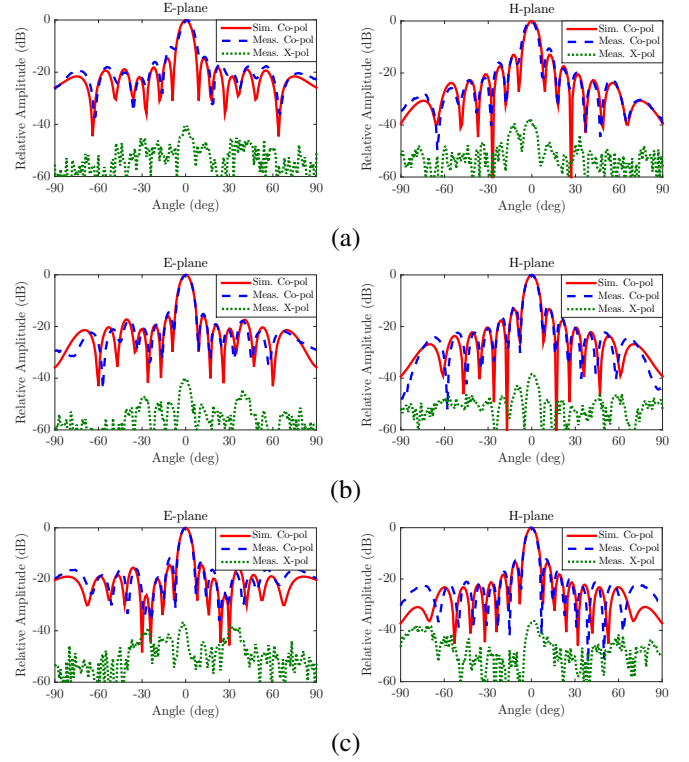 E-plane
Relative Amplitude (dB)
0
-20
-40
-60
Sim. Co-pol
Meas. Co-pol
Meas. X-pol
-90 -60 -30 0 30 60 90
Angle (deg)
H-plane
Relative Amplitude (dB)
0
-20
-40
-60
Sim. Co-pol
Meas. Co-pol
Meas. X-pol
-90 -60 -30 0 30 60 90
Angle (deg)
(a)
E-plane
Relative Amplitude (dB)
0
-20
-40
-60
Sim. Co-pol
Meas. Co-pol
Meas. X-pol
-90 -60 -30 0 30 60 90
Angle (deg)
H-plane
Relative Amplitude (dB)
0
-20
-40
-60
Sim. Co-pol
Meas. Co-pol
Meas. X-pol
-90 -60 -30 0 30 60 90
Angle (deg)
(b)
E-plane
Relative Amplitude (dB)
0
-20
-40
-60
Sim. Co-pol
Meas. Co-pol
Meas. X-pol
-90 -60 -30 0 30 60 90
Angle (deg)
H-plane
Relative Amplitude (dB)
0
-20
-40
-60
Sim. Co-pol
Meas. Co-pol
Meas. X-pol
-90 -60 -30 0 30 60 90
Angle (deg)
(c)